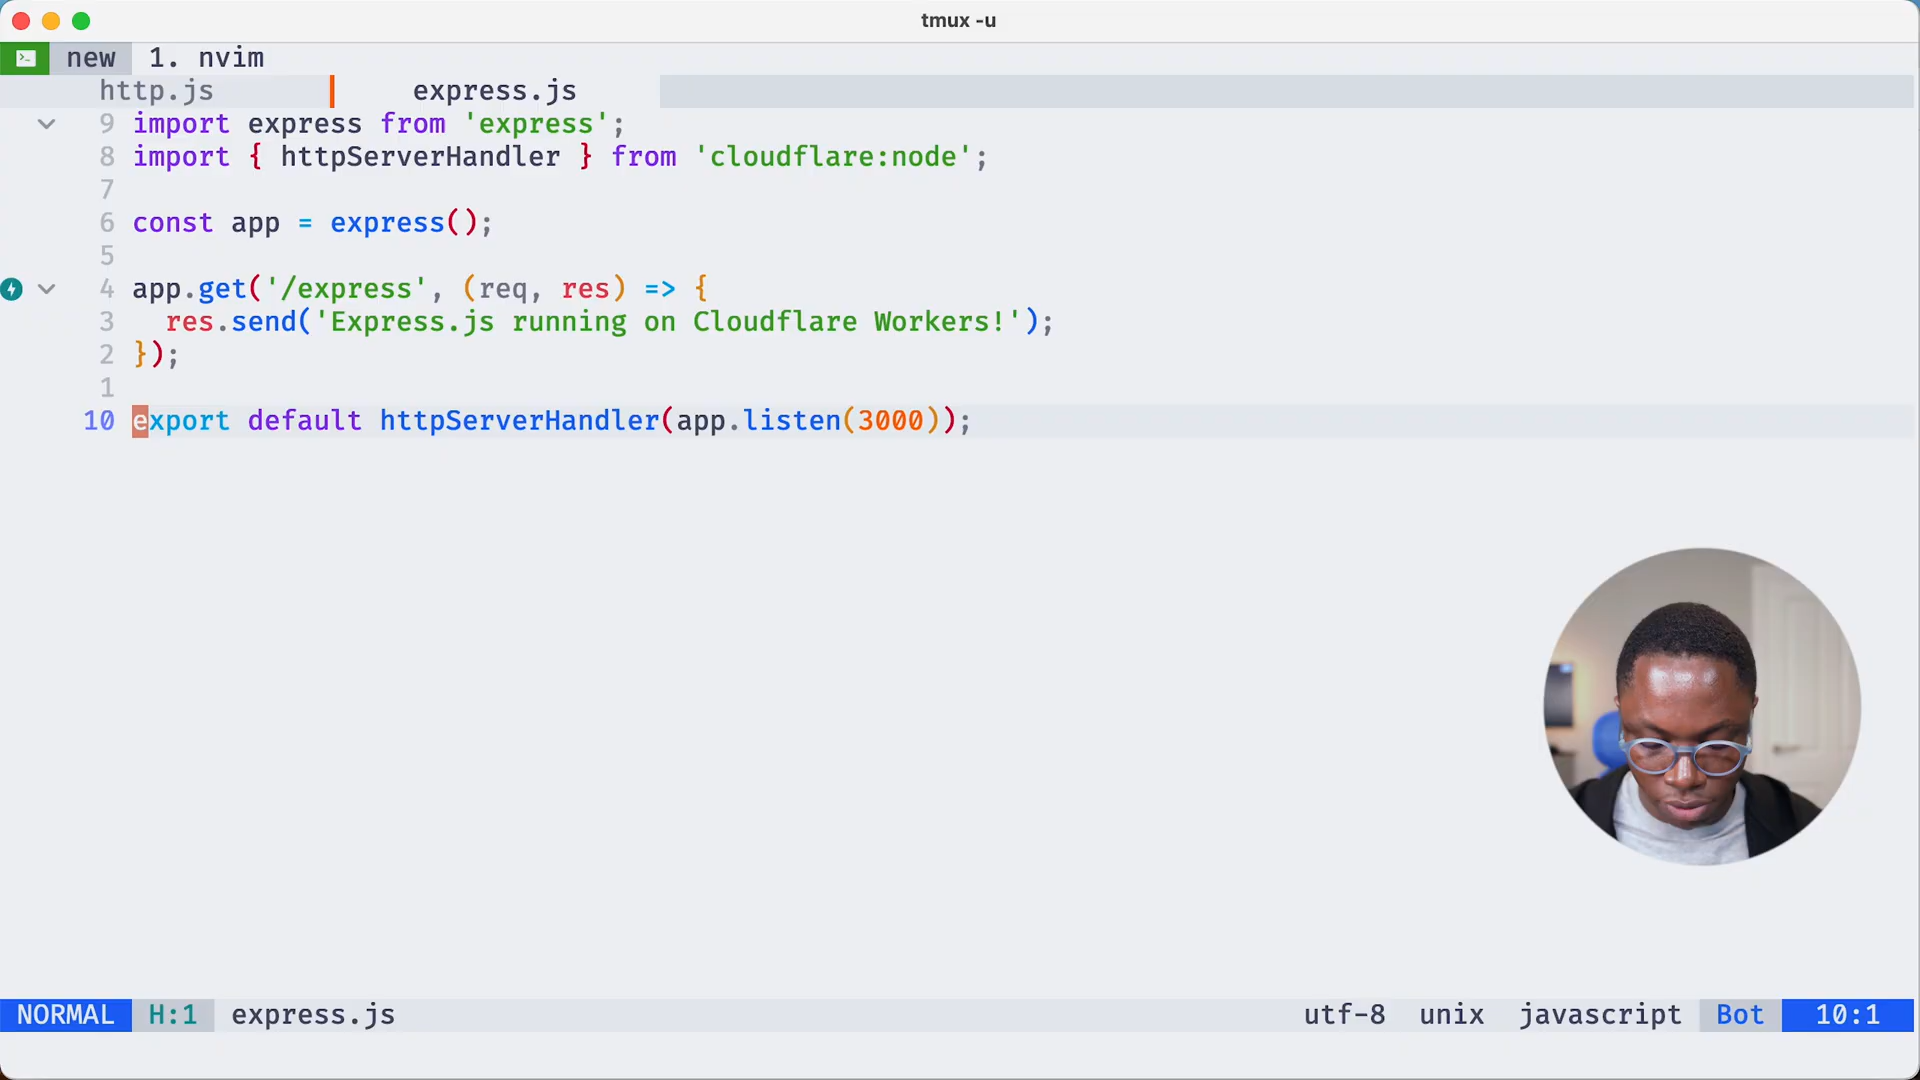 tmux -u
new 1. nvim
http.js express.js
9 import express from 'express';
8 import { httpServerHandler } from 'cloudflare:node';
7
6 const app = express();
5
4 app.get('/express', (req, res) => {
3 res.send('Express.js running on Cloudflare Workers!');
2 });
1
10 export default httpServerHandler(app.listen(3000));
NORMAL H:1 express.js utf-8 unix javascript Bot 10:1